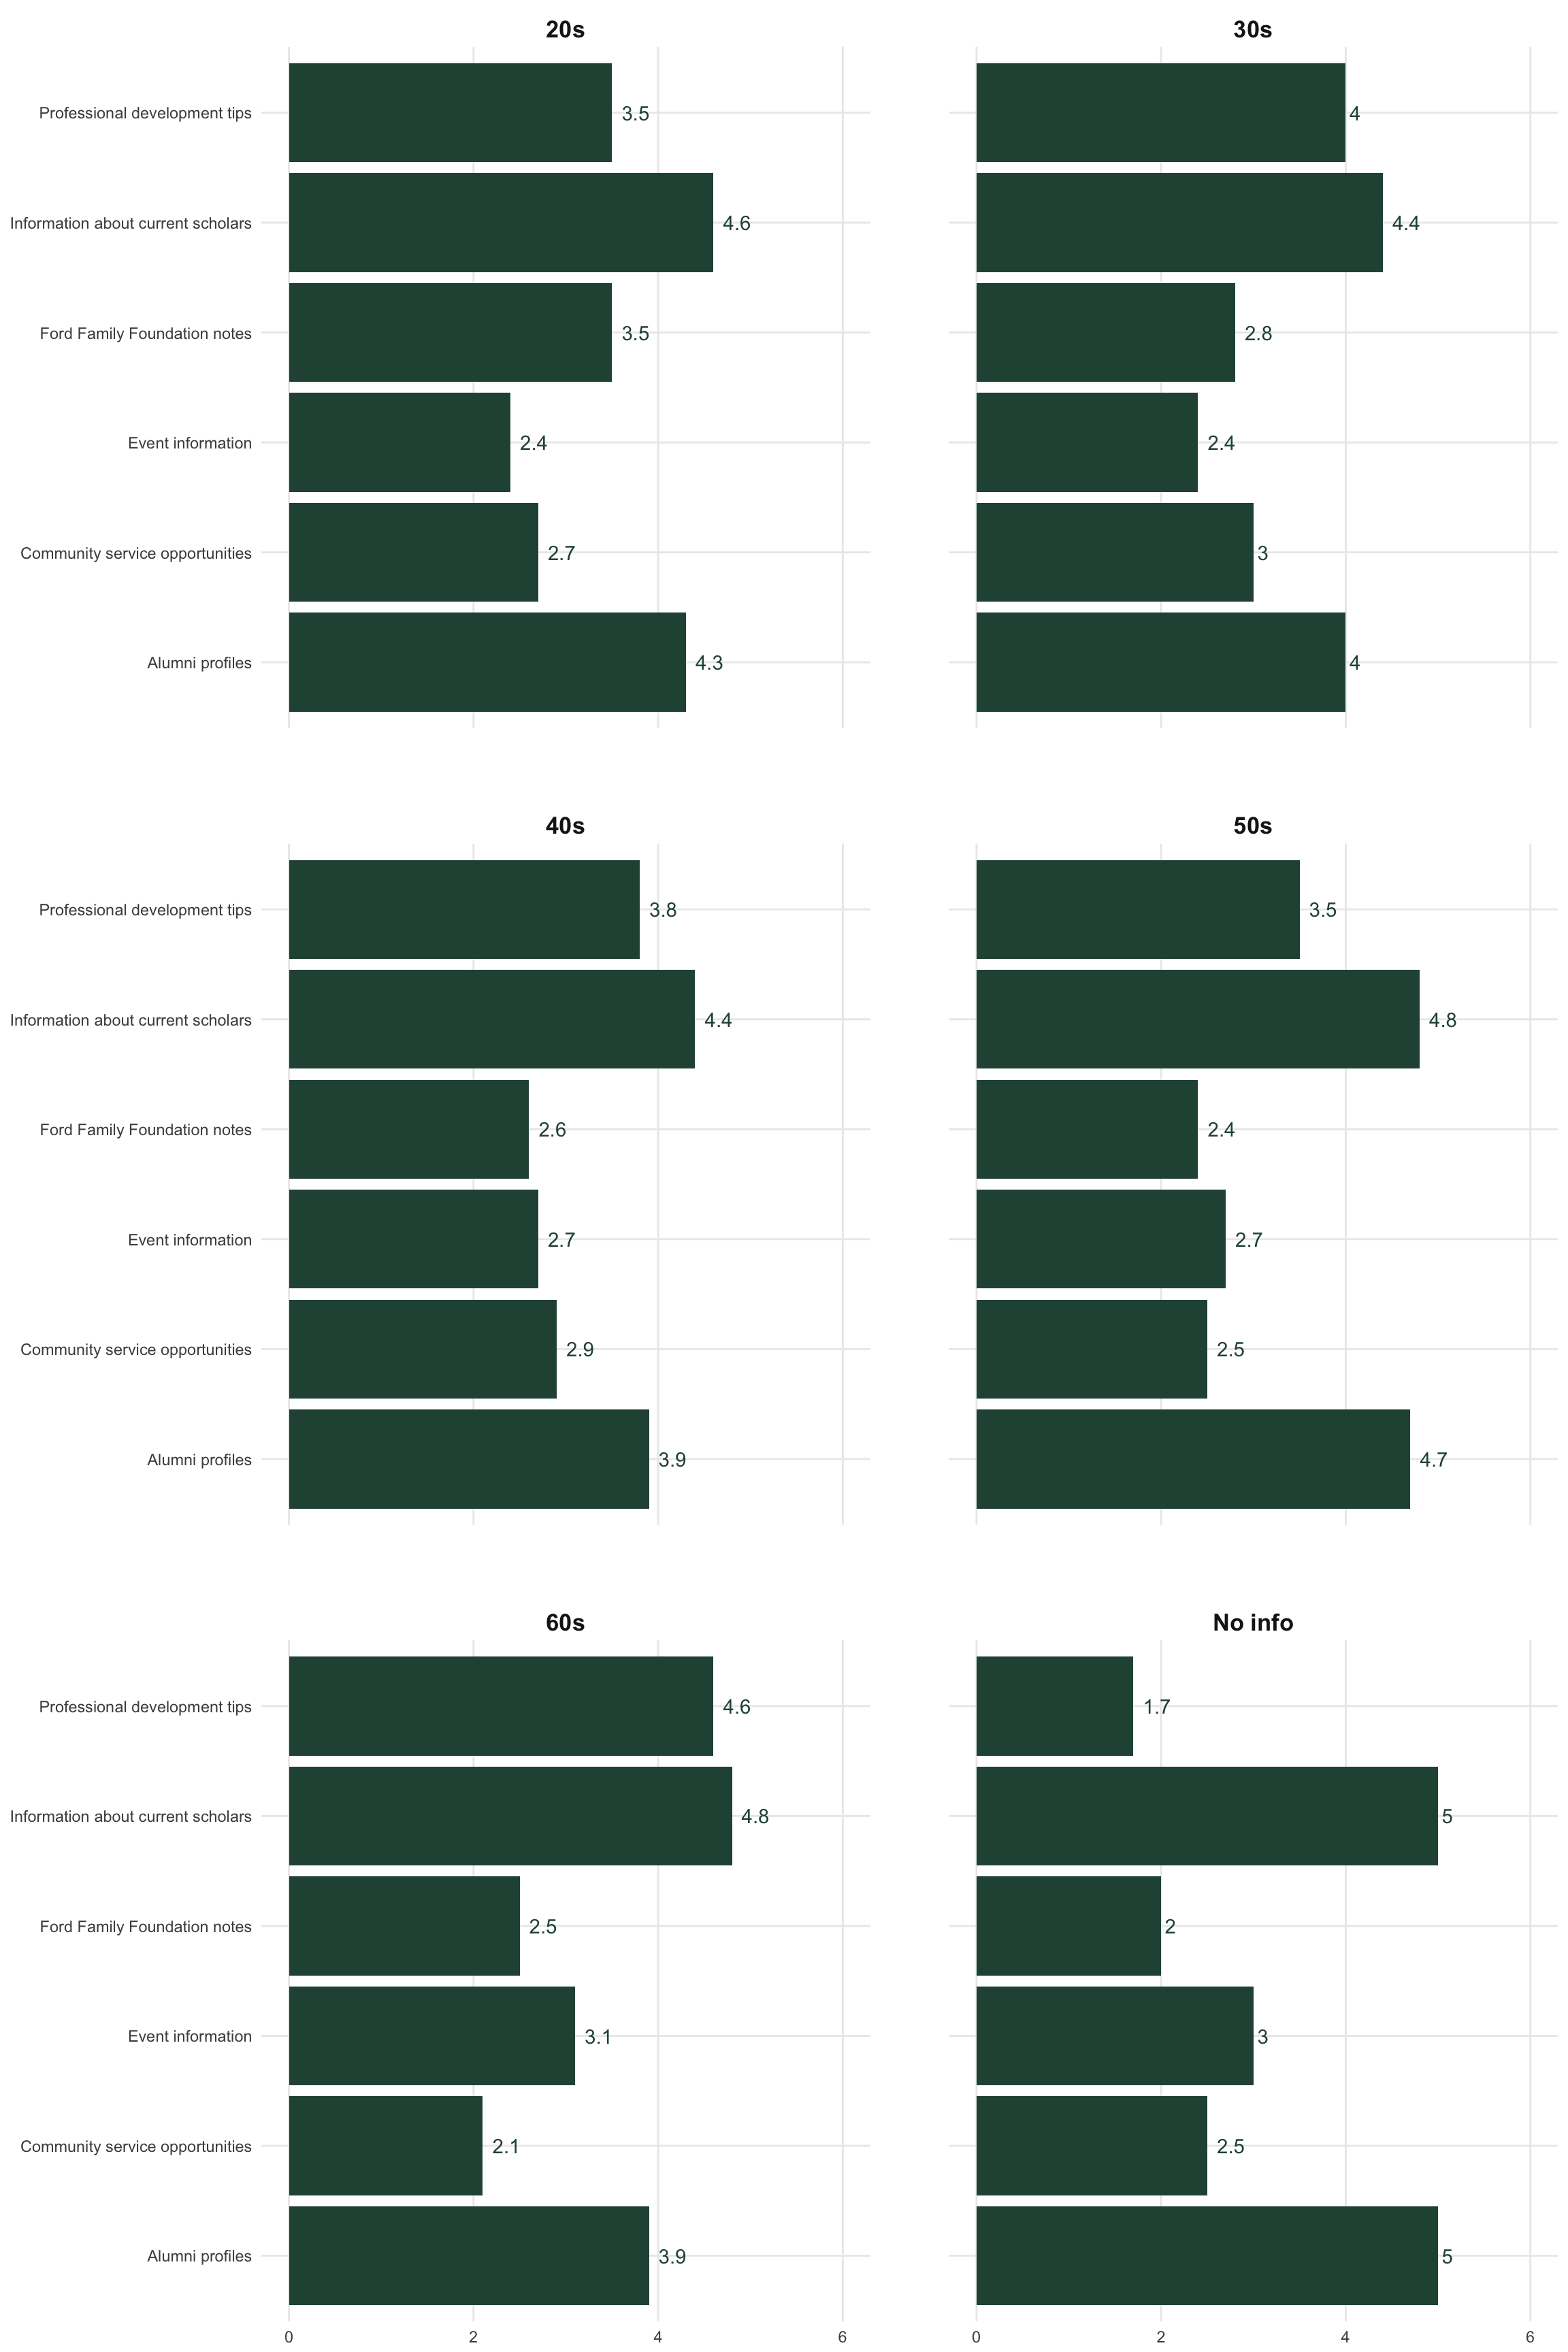 20s
30s
Professional development tips
3.5
4
Information about current scholars
4.6
4.4
Ford Family Foundation notes
3.5
2.8
Event information
2.4
2.4
Community service opportunities
2.7
3
Alumni profiles
4.3
4
40s
50s
Professional development tips
3.8
3.5
Information about current scholars
4.4
4.8
Ford Family Foundation notes
2.6
2.4
Event information
2.7
2.7
Community service opportunities
2.9
2.5
Alumni profiles
3.9
4.7
60s
No info
Professional development tips
4.6
1.7
Information about current scholars
4.8
5
Ford Family Foundation notes
2.5
2
Event information
3.1
3
Community service opportunities
2.1
2.5
Alumni profiles
3.9
5
0 2 4 6
0 2 4 6